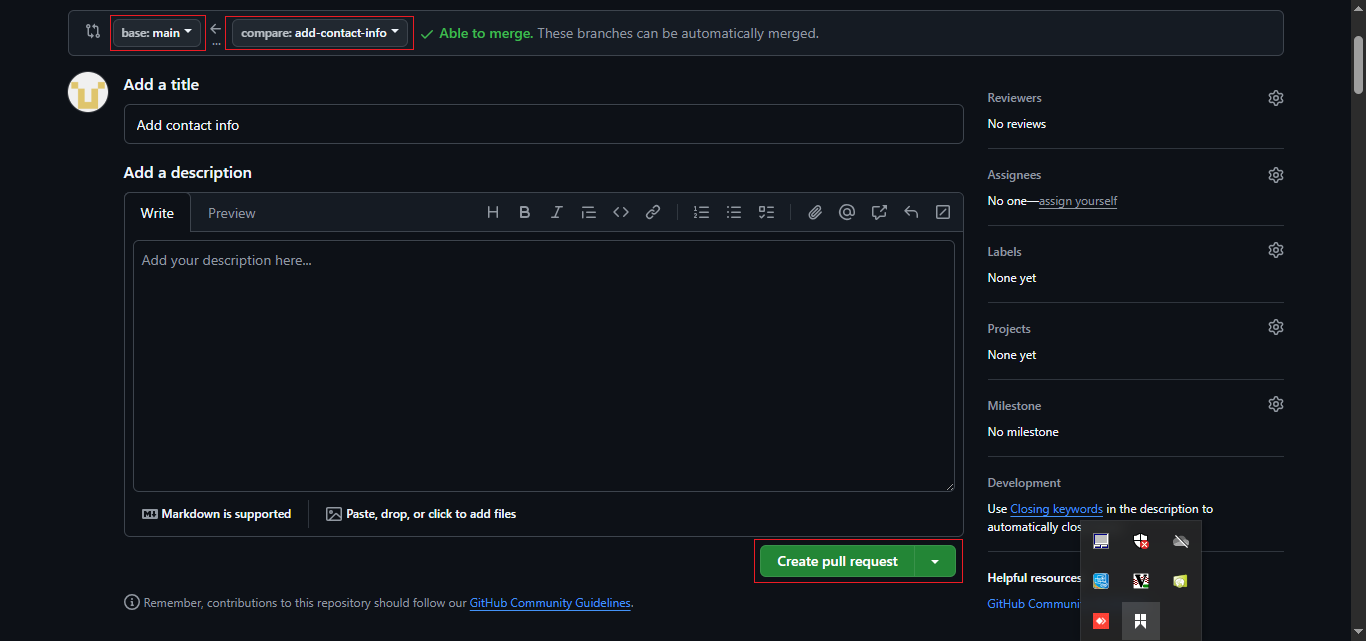 base: main
compare: add-contact-info
Able to merge. These branches can be automatically merged.
Add a title
Add contact info
Add a description
Write
Preview
Add your description here...
Markdown is supported
Paste, drop, or click to add files
Create pull request
Remember, contributions to this repository should follow our GitHub Community Guidelines.
Reviewers
No reviews
Assignees
No one—assign yourself
Labels
None yet
Projects
None yet
Milestone
No milestone
Development
Use Closing keywords in the description to
automatically clos
Helpful resources
GitHub Communi